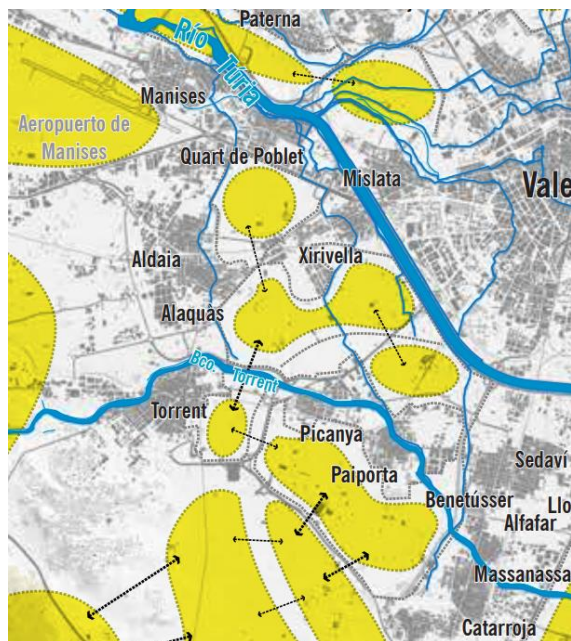 Paterna
Río Túria
Manises
Aeropuerto de
Manises
Quart de Poblet
Mislata
Vale
Aldaia
Xirivella
Alaquàs
Bco. Torrent
Torrent
Picanya
Paiporta
Sedaví
Benetússer
Llo
Alfafar
Massanassa
Catarroja